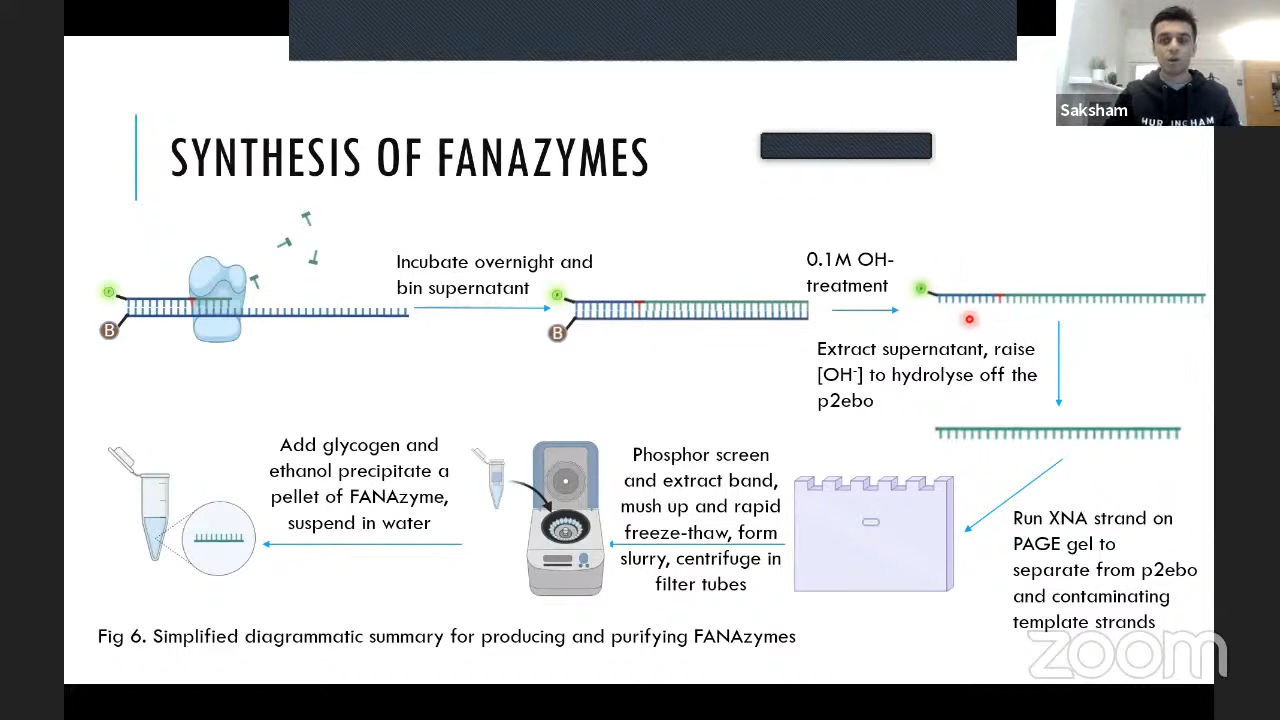 Saksham
HUR INGHAM
SYNTHESIS OF FANAZYMES
Incubate overnight and
bin supernatant
0.1M OH-
treatment
P
B
P
B
P
Extract supernatant, raise
[OH-] to hydrolyse off the
p2ebo
Run XNA strand on
PAGE gel to
separate from p2ebo
and contaminating
template strands
Phosphor screen
and extract band,
mush up and rapid
freeze-thaw, form
slurry, centrifuge in
filter tubes
Add glycogen and
ethanol precipitate a
pellet of FANAzyme,
suspend in water
Fig 6. Simplified diagrammatic summary for producing and purifying FANAzymes
zoom